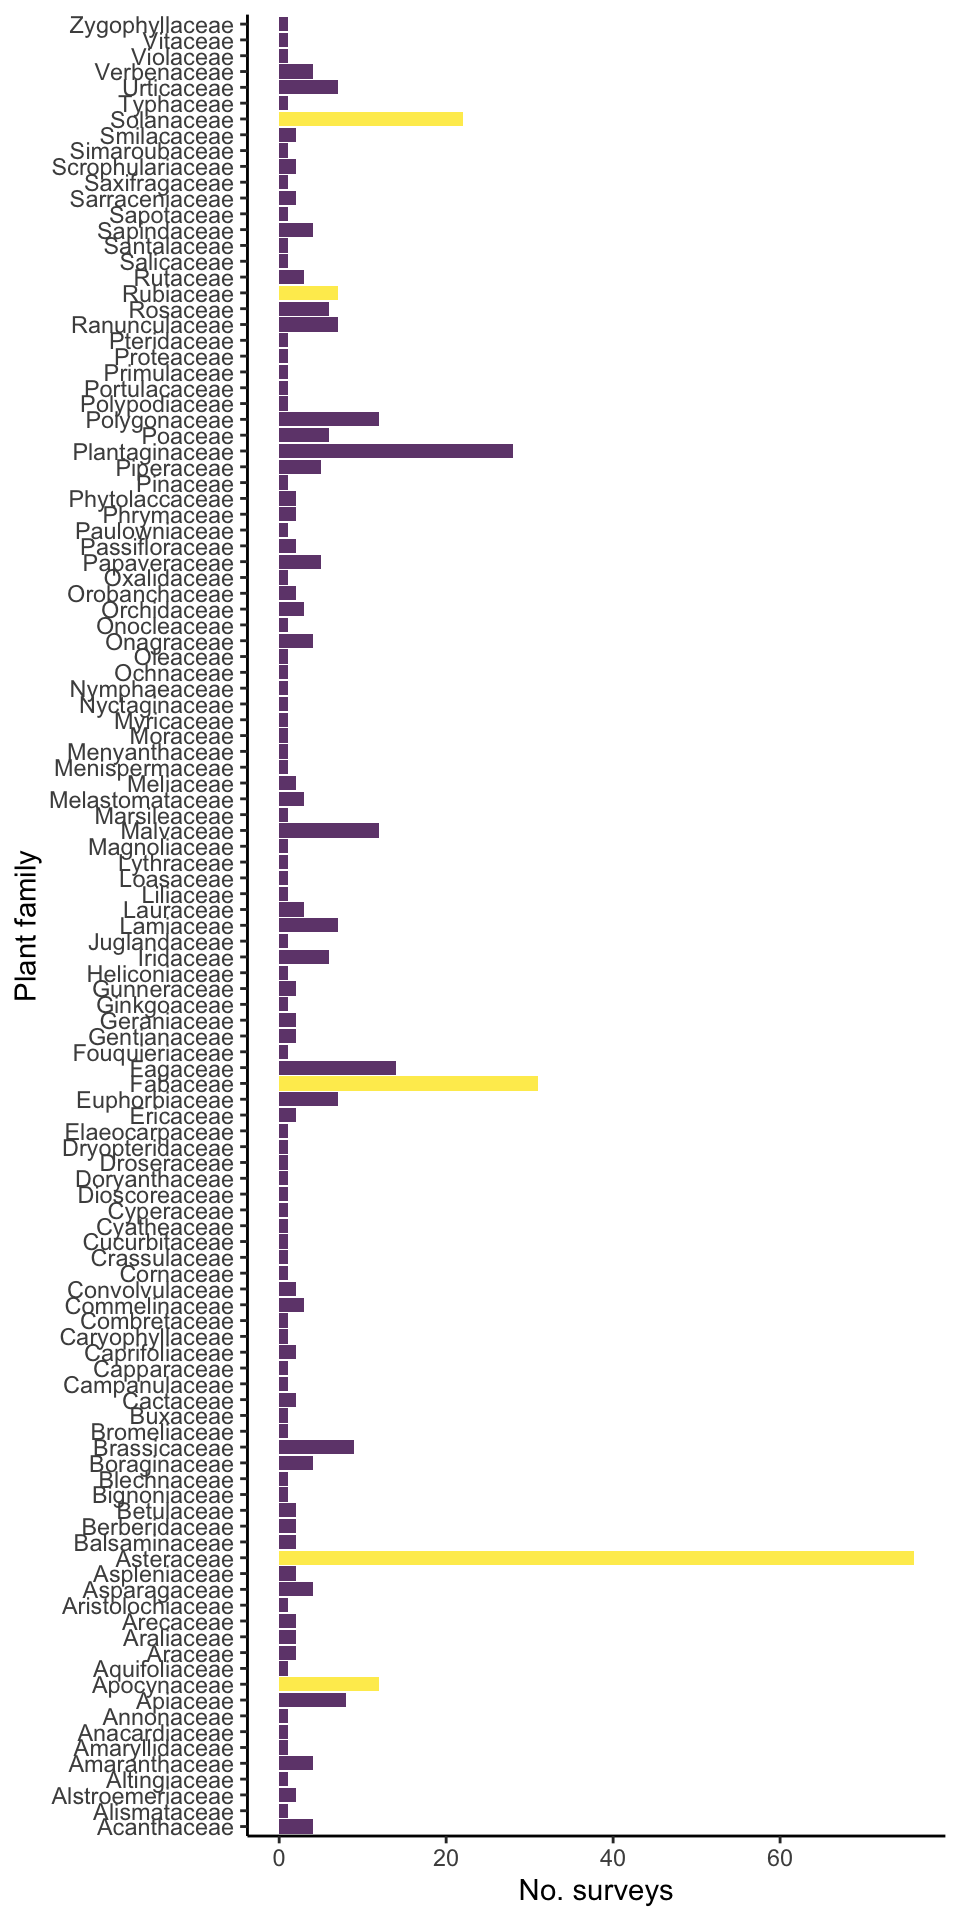 Zygophyllaceae
Vitaceae
Violaceae
Verbenaceae
Urticaceae
Typhaceae
Solanaceae
Smilacaceae
Simaroubaceae
Scrophulariaceae
Saxifragaceae
Sarraceniaceae
Sapotaceae
Sapindaceae
Santalaceae
Salicaceae
Rutaceae
Rubiaceae
Rosaceae
Ranunculaceae
Pteridaceae
Proteaceae
Primulaceae
Portulacaceae
Polypodiaceae
Polygonaceae
Poaceae
Plantaginaceae
Piperaceae
Pinaceae
Phytolaccaceae
Phrymaceae
Paulowniaceae
Passifloraceae
Papaveraceae
Oxalidaceae
Orobanchaceae
Orchidaceae
Onocleaceae
Onagraceae
Oleaceae
Ochnaceae
Nymphaeaceae
Nyctaginaceae
Myricaceae
Moraceae
Menyanthaceae
Menispermaceae
Meliaceae
Melastomataceae
Marsileaceae
Malvaceae
Magnoliaceae
Lythraceae
Loasaceae
Liliaceae
Lauraceae
Lamiaceae
Juglandaceae
Iridaceae
Heliconiaceae
Gunneraceae
Ginkgoaceae
Geraniaceae
Gentianaceae
Fouquieriaceae
Fagaceae
Fabaceae
Euphorbiaceae
Ericaceae
Elaeocarpaceae
Dryopteridaceae
Droseraceae
Doryanthaceae
Dioscoreaceae
Cyperaceae
Cyatheaceae
Cucurbitaceae
Crassulaceae
Cornaceae
Convolvulaceae
Commelinaceae
Combretaceae
Caryophyllaceae
Caprifoliaceae
Capparaceae
Campanulaceae
Cactaceae
Buxaceae
Bromeliaceae
Brassicaceae
Boraginaceae
Blechnaceae
Bignoniaceae
Betulaceae
Berberidaceae
Balsaminaceae
Asteraceae
Aspleniaceae
Asparagaceae
Aristolochiaceae
Arecaceae
Araliaceae
Araceae
Aquifoliaceae
Apocynaceae
Apiaceae
Annonaceae
Anacardiaceae
Amaryllidaceae
Amaranthaceae
Altingiaceae
Alstroemeriaceae
Alismataceae
Acanthaceae
Plant family
0 20 40 60
No. surveys